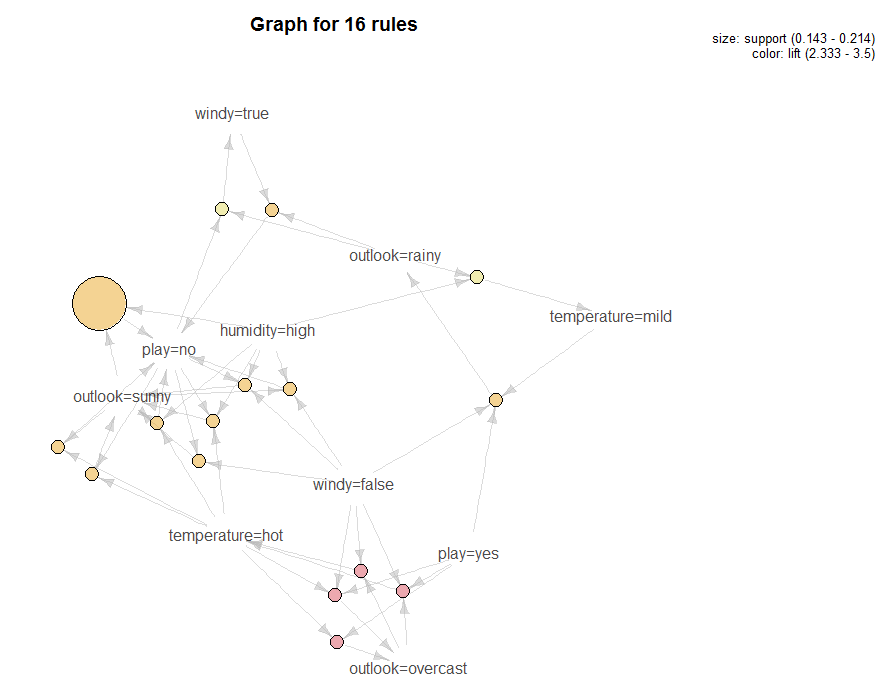 Graph for 16 rules
size: support (0.143 - 0.214)
color: lift (2.333 - 3.5)
windy=true
outlook=rainy
temperature=mild
humidity=high
play=no
outlook=sunny
windy=false
temperature=hot
play=yes
outlook=overcast